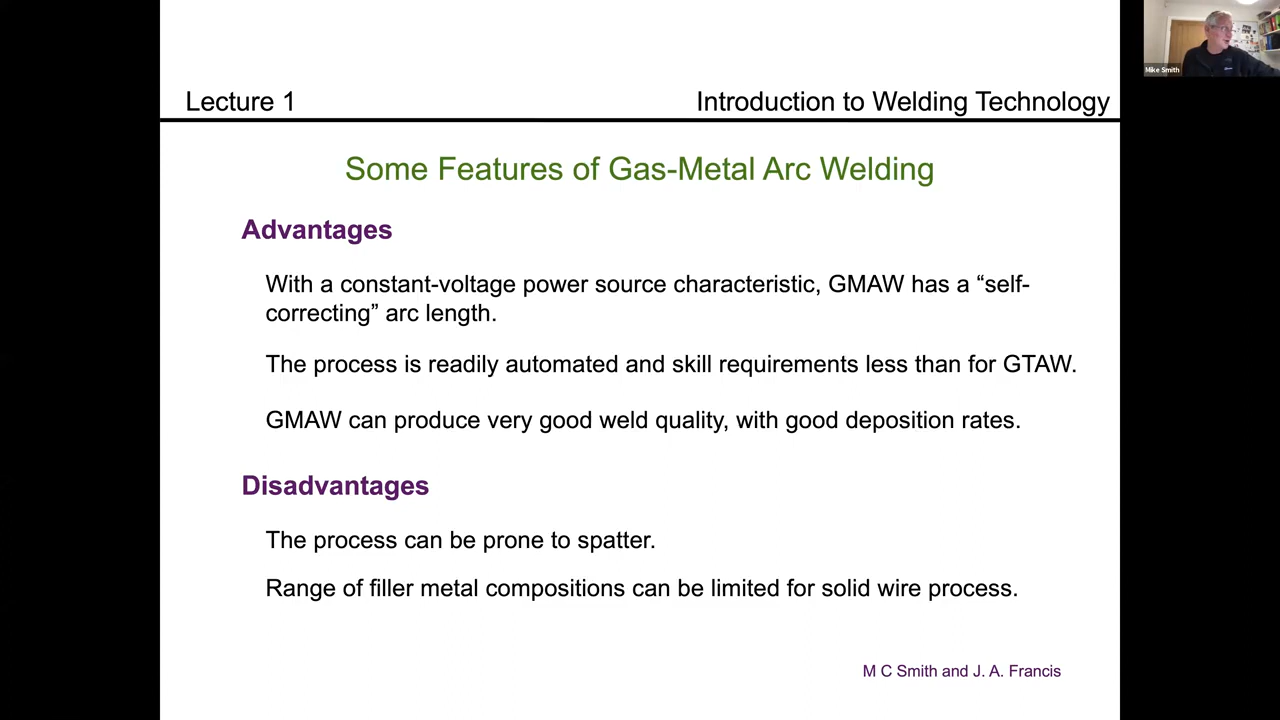 Lecture 1
Introduction to Welding Technology
Some Features of Gas-Metal Arc Welding
Advantages
With a constant-voltage power source characteristic, GMAW has a “self-
correcting” arc length.
The process is readily automated and skill requirements less than for GTAW.
GMAW can produce very good weld quality, with good deposition rates.
Disadvantages
The process can be prone to spatter.
Range of filler metal compositions can be limited for solid wire process.
M C Smith and J. A. Francis
Mike Smith